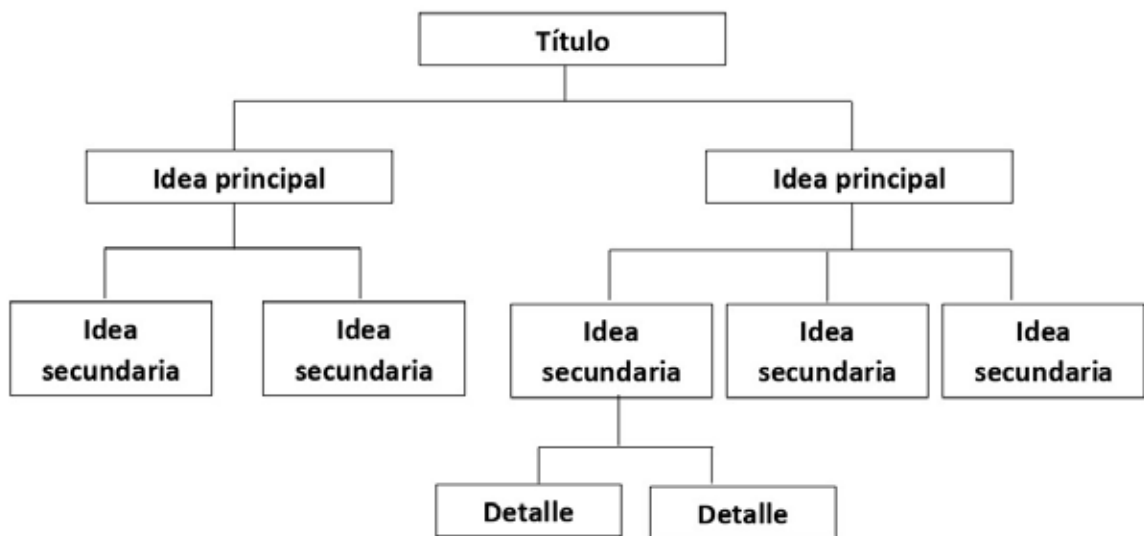 Título
Idea principal
Idea principal
Idea
secundaria
Idea
secundaria
Idea
secundaria
Idea
secundaria
Idea
secundaria
Detalle
Detalle